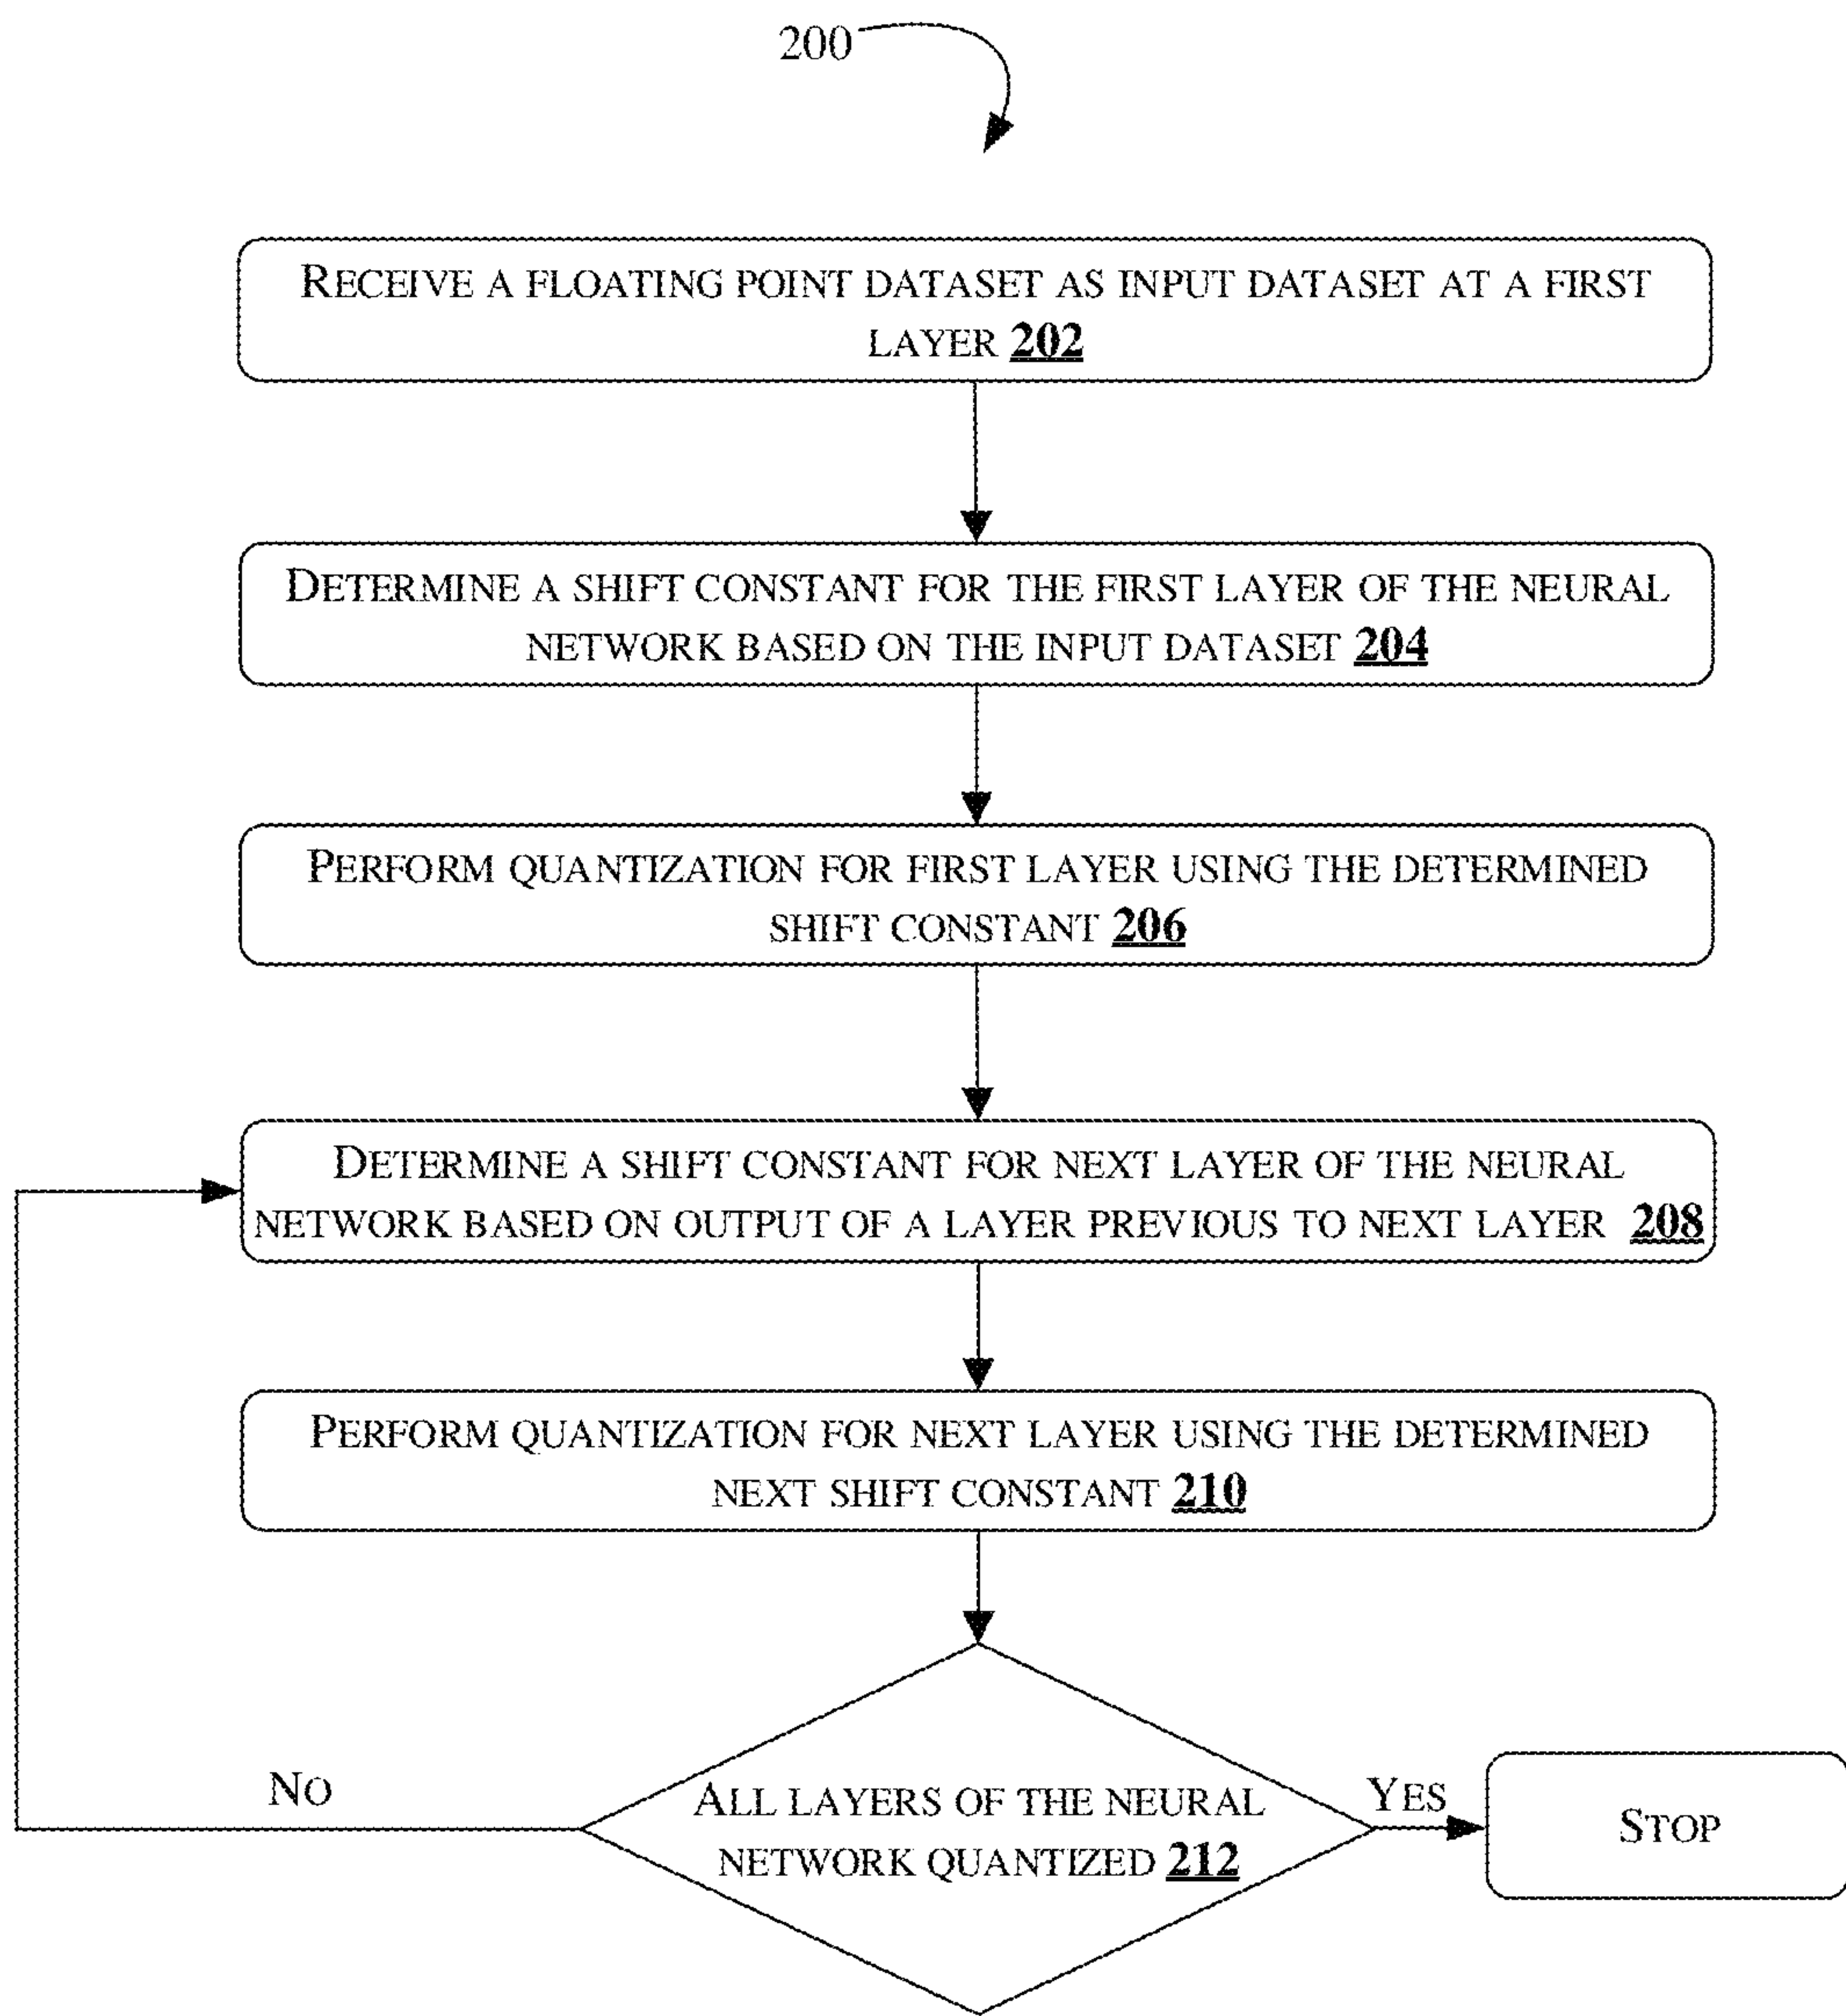 200
RECEIVE A FLOATING POINT DATASET AS INPUT DATASET AT A FIRST
LAYER 202
DETERMINE A SHIFT CONSTANT FOR THE FIRST LAYER OF THE NEURAL
NETWORK BASED ON THE INPUT DATASET 204
PERFORM QUANTIZATION FOR FIRST LAYER USING THE DETERMINED
SHIFT CONSTANT 206
DETERMINE A SHIFT CONSTANT FOR NEXT LAYER OF THE NEURAL
NETWORK BASED ON OUTPUT OF A LAYER PREVIOUS TO NEXT LAYER 208
PERFORM QUANTIZATION FOR NEXT LAYER USING THE DETERMINED
NEXT SHIFT CONSTANT 210
NO
ALL LAYERS OF THE NEURAL
NETWORK QUANTIZED 212
YES
STOP